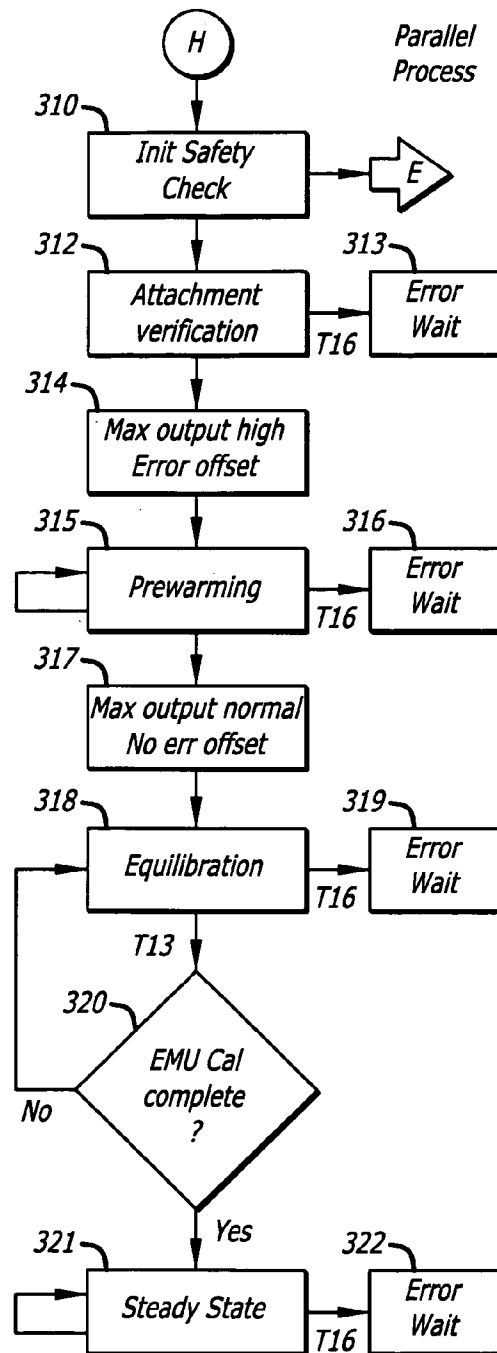 H
Parallel
Process
310
Init Safety
Check
E
312
Attachment
verification
T16
313
Error
Wait
314
Max output high
Error offset
315
Prewarming
T16
316
Error
Wait
317
Max output normal
No err offset
318
Equilibration
T16
319
Error
Wait
T13
320
EMU Cal
complete
?
No
Yes
321
Steady State
T16
322
Error
Wait